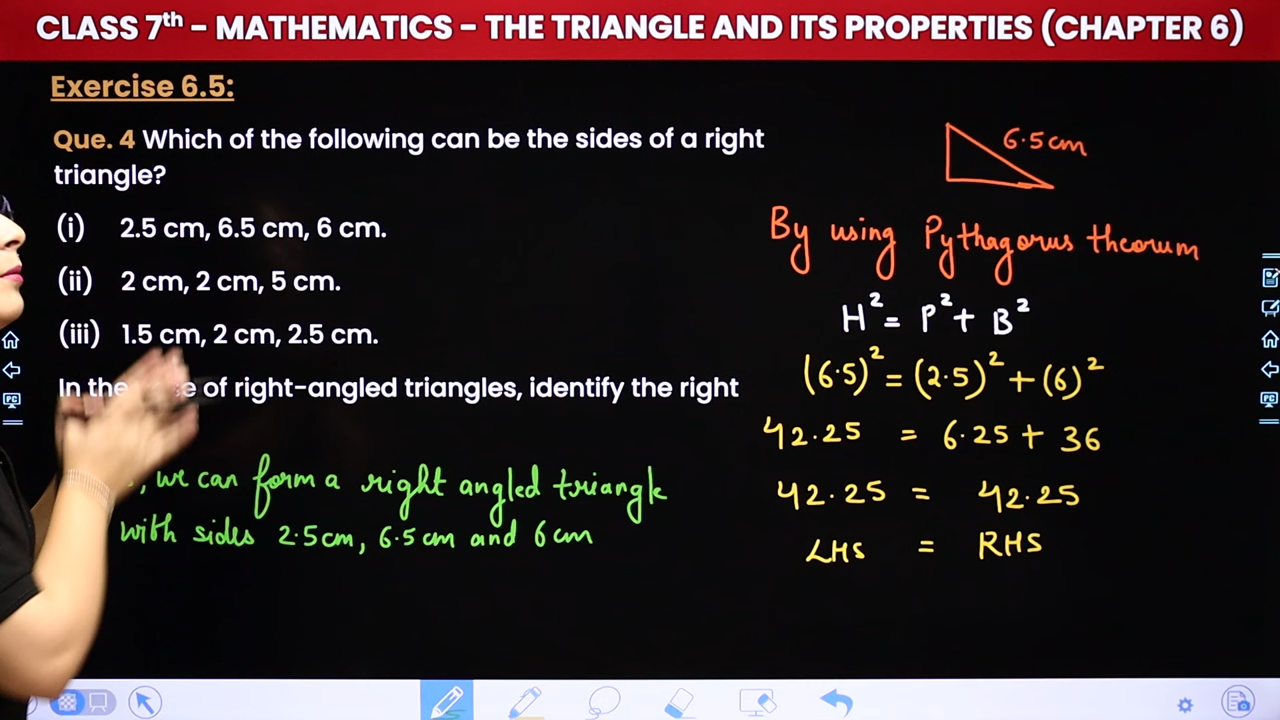 CLASS 7th - MATHEMATICS - THE TRIANGLE AND ITS PROPERTIES (CHAPTER 6)
Exercise 6.5:
Que. 4 Which of the following can be the sides of a right
triangle?
(i) 2.5 cm, 6.5 cm, 6 cm.
(ii) 2 cm, 2 cm, 5 cm.
(iii) 1.5 cm, 2 cm, 2.5 cm.
In the of right-angled triangles, identify the right
, we can form a right angled triangle
with sides 2.5cm, 6.5cm and 6cm
6.5cm
By using Pythagorus theorum
H² = P² + B²
(6.5)² = (2.5)² + (6)²
42.25 = 6.25 + 36
42.25 = 42.25
LHS = RHS